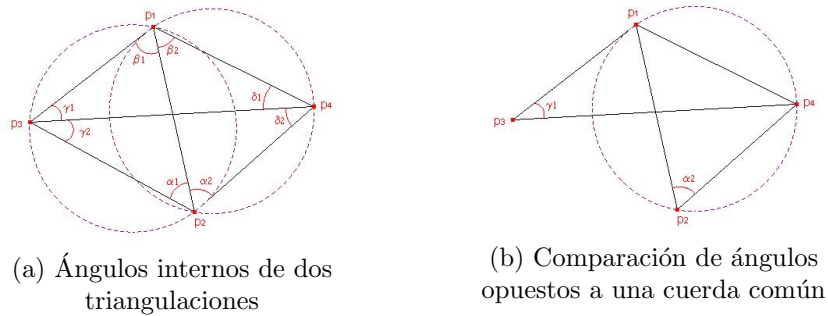 p1
β1 β2
γ1
γ2
p3
δ1
δ2
p4
α1 α2
p2
(a) Ángulos internos de dos
triangulaciones
p1
γ1
p3
p4
α2
p2
(b) Comparación de ángulos
opuestos a una cuerda común